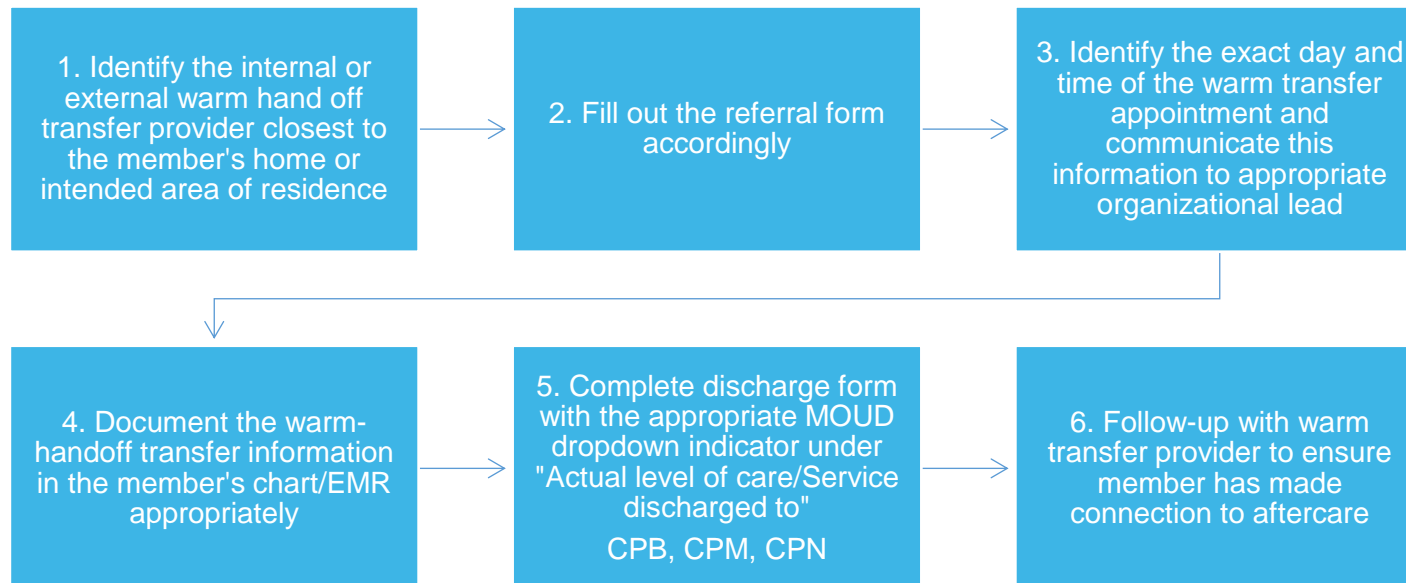 1. Identify the internal or
external warm hand off
transfer provider closest to
the member's home or
intended area of residence
2. Fill out the referral form
accordingly
3. Identify the exact day and
time of the warm transfer
appointment and
communicate this
information to appropriate
organizational lead
4. Document the warm-
handoff transfer information
in the member's chart/EMR
appropriately
5. Complete discharge form
with the appropriate MOUD
dropdown indicator under
"Actual level of care/Service
discharged to"
CPB, CPM, CPN
6. Follow-up with warm
transfer provider to ensure
member has made
connection to aftercare